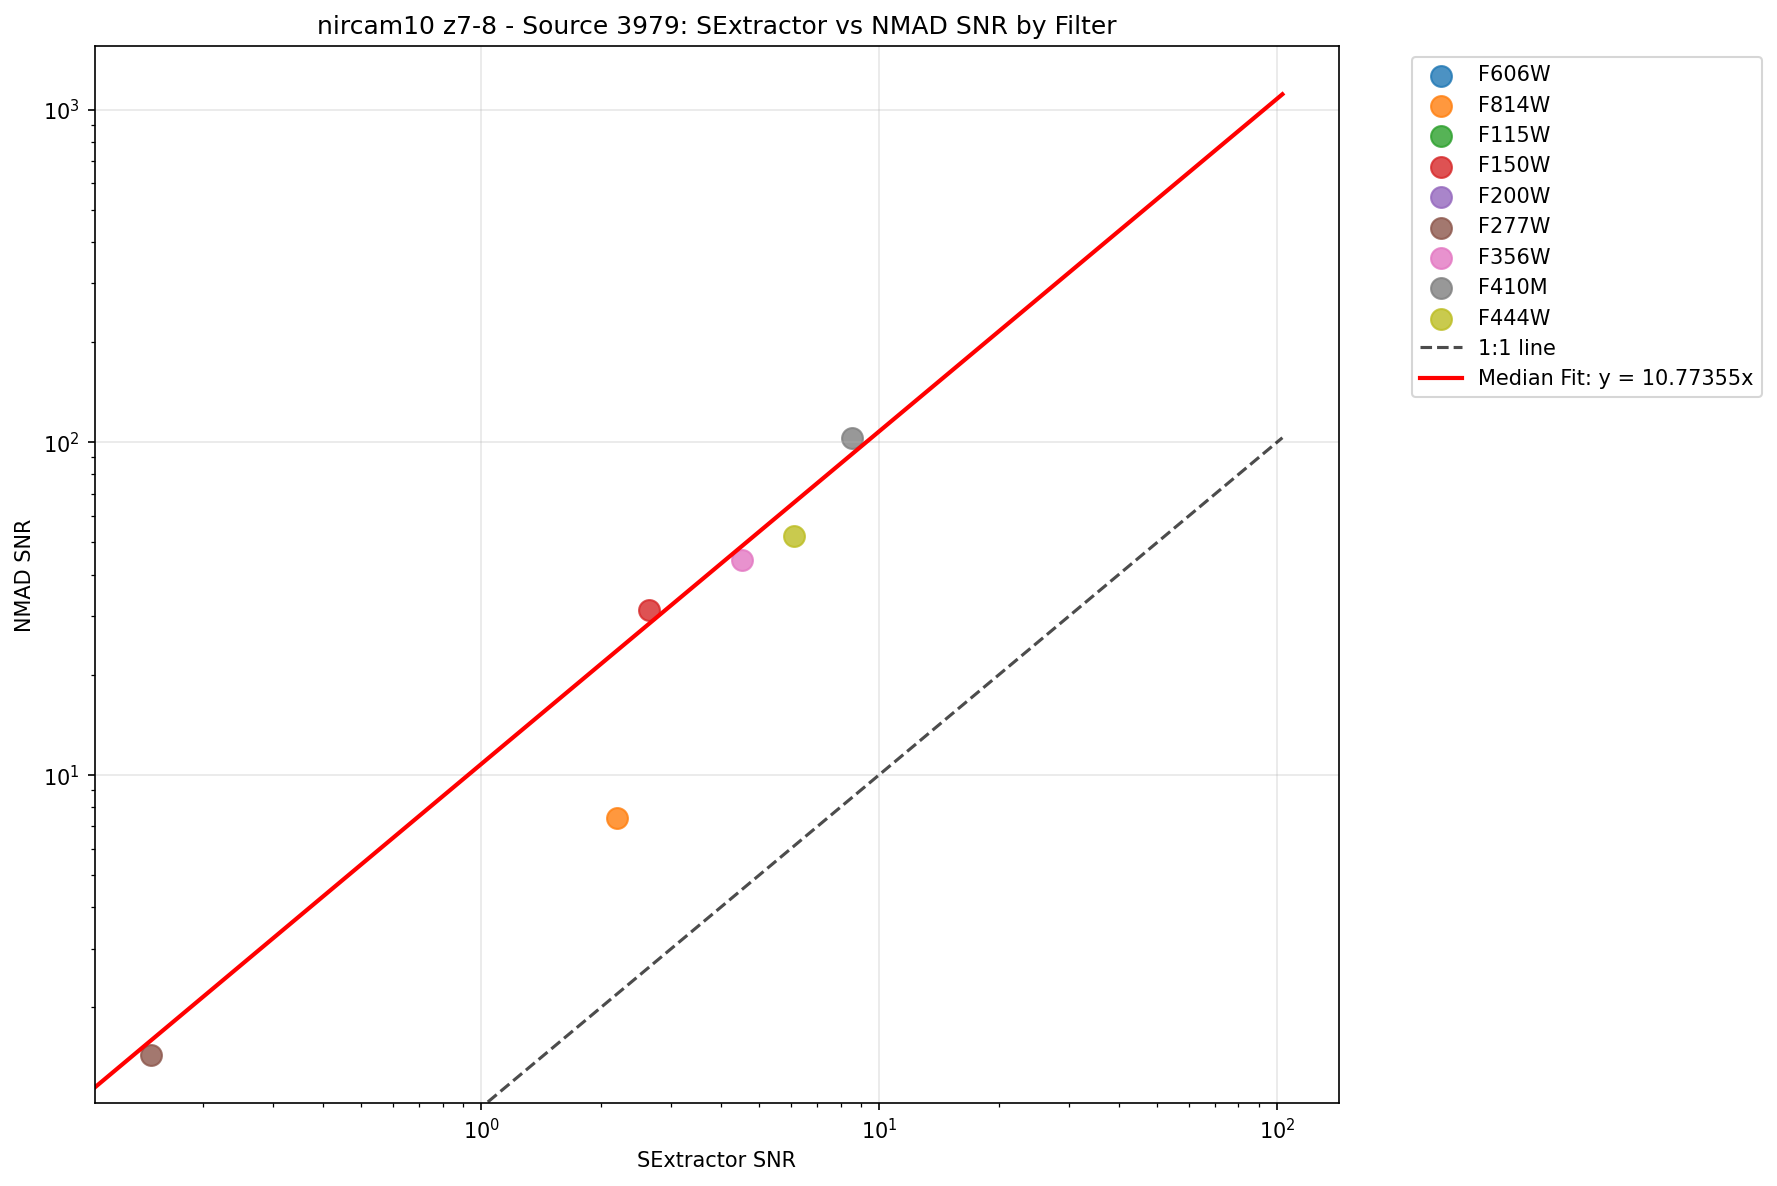 nircam10 z7-8 - Source 3979: SExtractor vs NMAD SNR by Filter
F606W
F814W
F115W
F150W
F200W
F277W
F356W
F410M
F444W
1:1 line
Median Fit: y = 10.77355x
NMAD SNR
10³
10²
10¹
10⁰
10¹
10²
SExtractor SNR